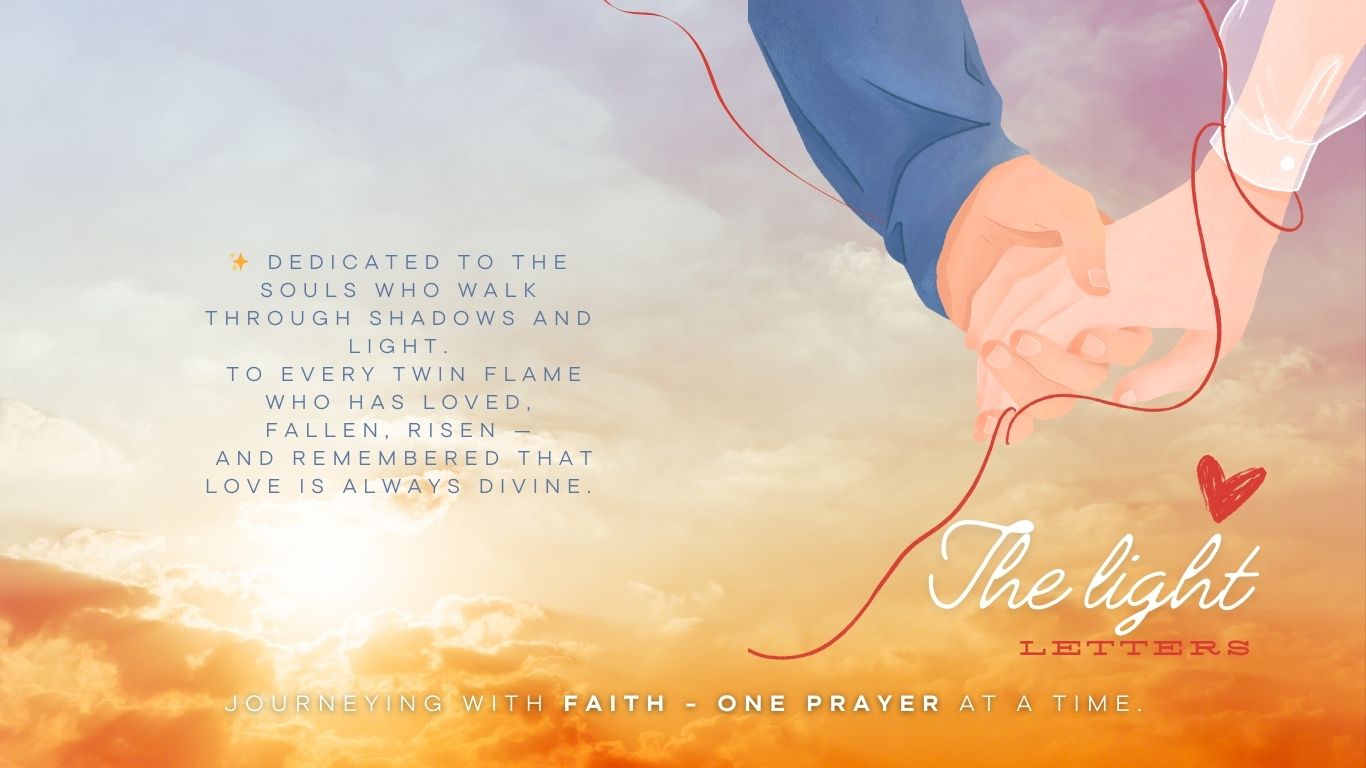 ✨ DEDICATED TO THE
SOULS WHO WALK
THROUGH SHADOWS AND
LIGHT.
TO EVERY TWIN FLAME
WHO HAS LOVED,
FALLEN, RISEN —
AND REMEMBERED THAT
LOVE IS ALWAYS DIVINE.
The light
LETTERS
JOURNEYING WITH FAITH - ONE PRAYER AT A TIME.